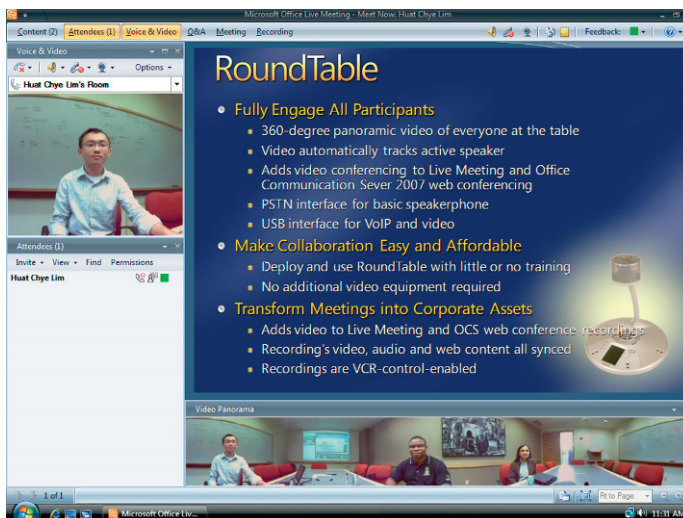 Microsoft Office Live Meeting - Meet Now: Huat Chye Lim
Content (2) Attendees (1) Voice & Video Q&A Meeting Recording Feedback:
Voice & Video
Options
Huat Chye Lim's Room
Attendees (1)
Invite View Find Permissions
Huat Chye Lim
RoundTable
Fully Engage All Participants
360-degree panoramic video of everyone at the table
Video automatically tracks active speaker
Adds video conferencing to Live Meeting and Office
Communication Sever 2007 web conferencing
PSTN interface for basic speakerphone
USB interface for VoIP and video
Make Collaboration Easy and Affordable
Deploy and use RoundTable with little or no training
No additional video equipment required
Transform Meetings into Corporate Assets
Adds video to Live Meeting and OCS web conference recordings
Recording's video, audio and web content all synced
Recordings are VCR-control-enabled
Video Panorama
1 of 1
Fit to Page
Microsoft Office Liv...
11:31 AM